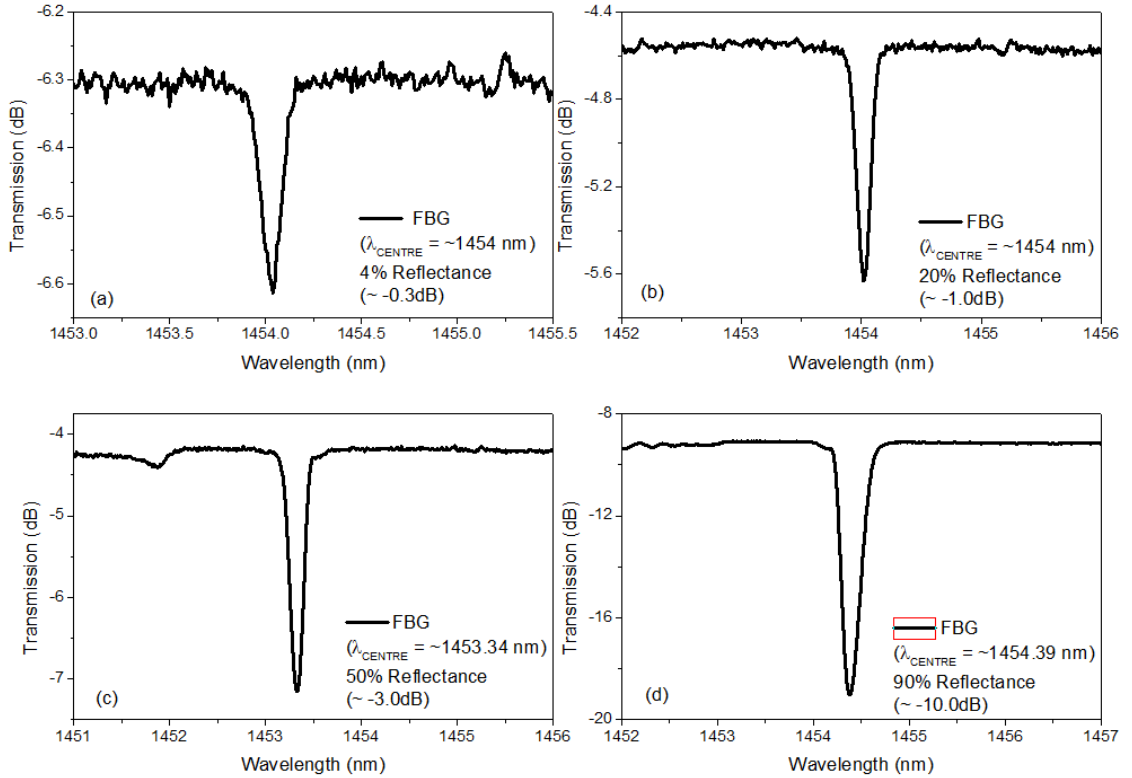 -6.2
-6.3
-6.4
-6.5
-6.6
Transmission (dB)
FBG
(λCENTRE = ~1454 nm)
4% Reflectance
(~ -0.3dB)
(a)
1453.0 1453.5 1454.0 1454.5 1455.0 1455.5
Wavelength (nm)
-4.4
-4.8
-5.2
-5.6
Transmission (dB)
FBG
(λCENTRE = ~1454 nm)
20% Reflectance
(~ -1.0dB)
(b)
1452 1453 1454 1455 1456
Wavelength (nm)
-4
-5
-6
-7
Transmission (dB)
FBG
(λCENTRE = ~1453.34 nm)
50% Reflectance
(~ -3.0dB)
(c)
1451 1452 1453 1454 1455 1456
Wavelength (nm)
-8
-12
-16
-20
Transmission (dB)
FBG
(λCENTRE = ~1454.39 nm)
90% Reflectance
(~ -10.0dB)
(d)
1452 1453 1454 1455 1456 1457
Wavelength (nm)